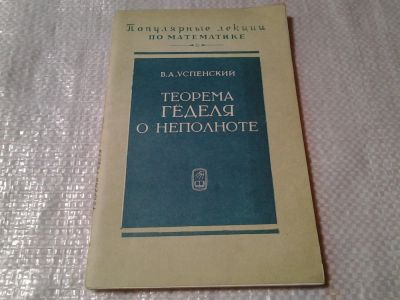 Популярные лекции
ПО МАТЕМАТИКЕ
В.А.УСПЕНСКИЙ
ТЕОРЕМА
ГЁДЕЛЯ
О НЕПОЛНОТЕ